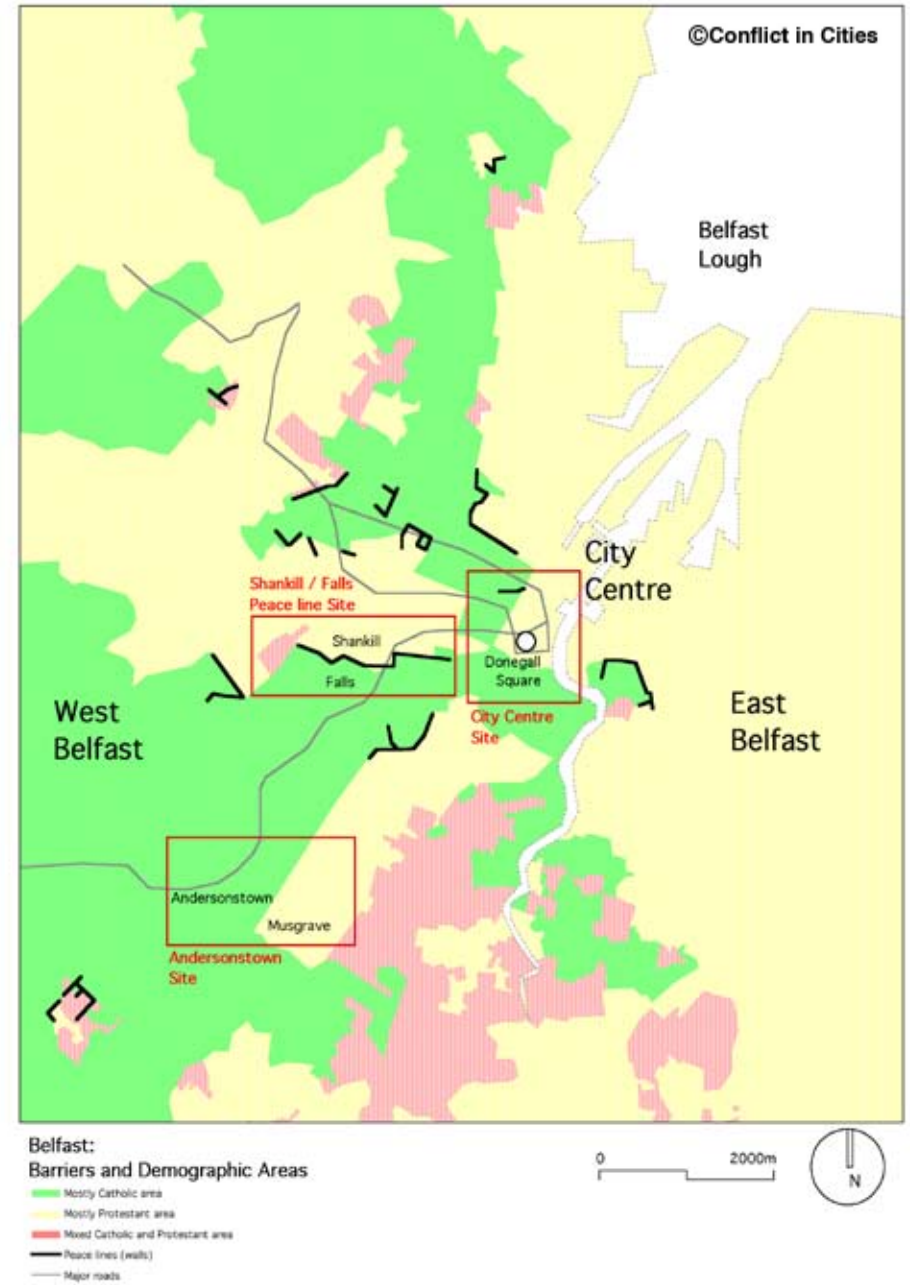 ©Conflict in Cities
Belfast
Lough
City
Centre
Shankill / Falls
Peace line Site
Shankill
Falls
Donegall
Square
City Centre
Site
West
Belfast
East
Belfast
Andersonstown
Musgrave
Andersonstown
Site
Belfast:
Barriers and Demographic Areas
Mostly Catholic area
Mostly Protestant area
Mixed Catholic and Protestant area
Peace lines (walls)
Major roads
0 2000m
N